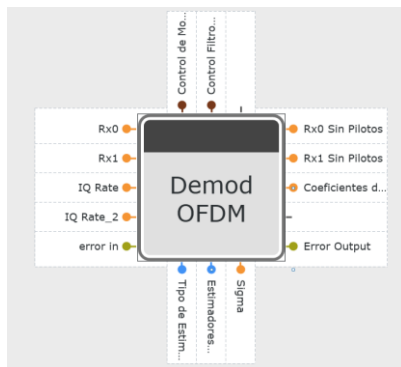 Control de Mo...
Control Filtro...
Rx0
Rx1
IQ Rate
IQ Rate_2
error in
Demod
OFDM
Rx0 Sin Pilotos
Rx1 Sin Pilotos
Coeficientes d...
Error Output
Tipo de Estim...
Estimadores...
Sigma